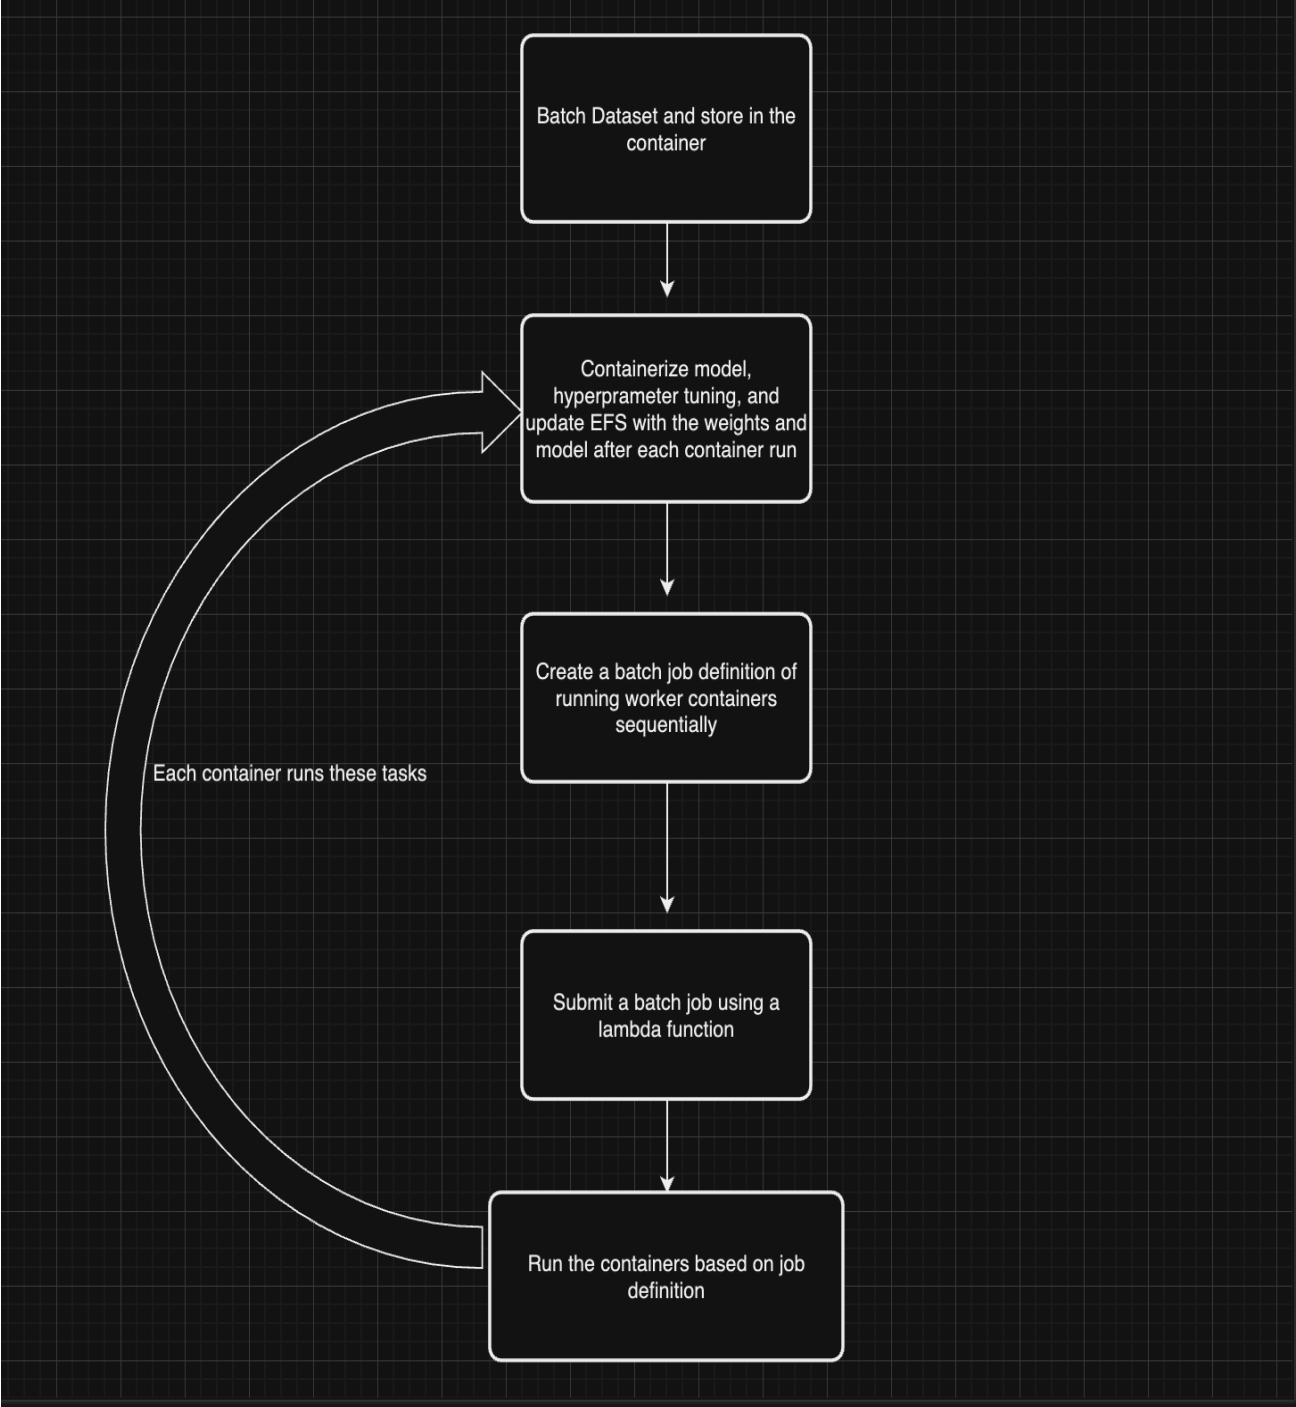 Batch Dataset and store in the
container
Containerize model,
hyperprameter tuning, and
update EFS with the weights and
model after each container run
Create a batch job definition of
running worker containers
sequentially
Each container runs these tasks
Submit a batch job using a
lambda function
Run the containers based on job
definition